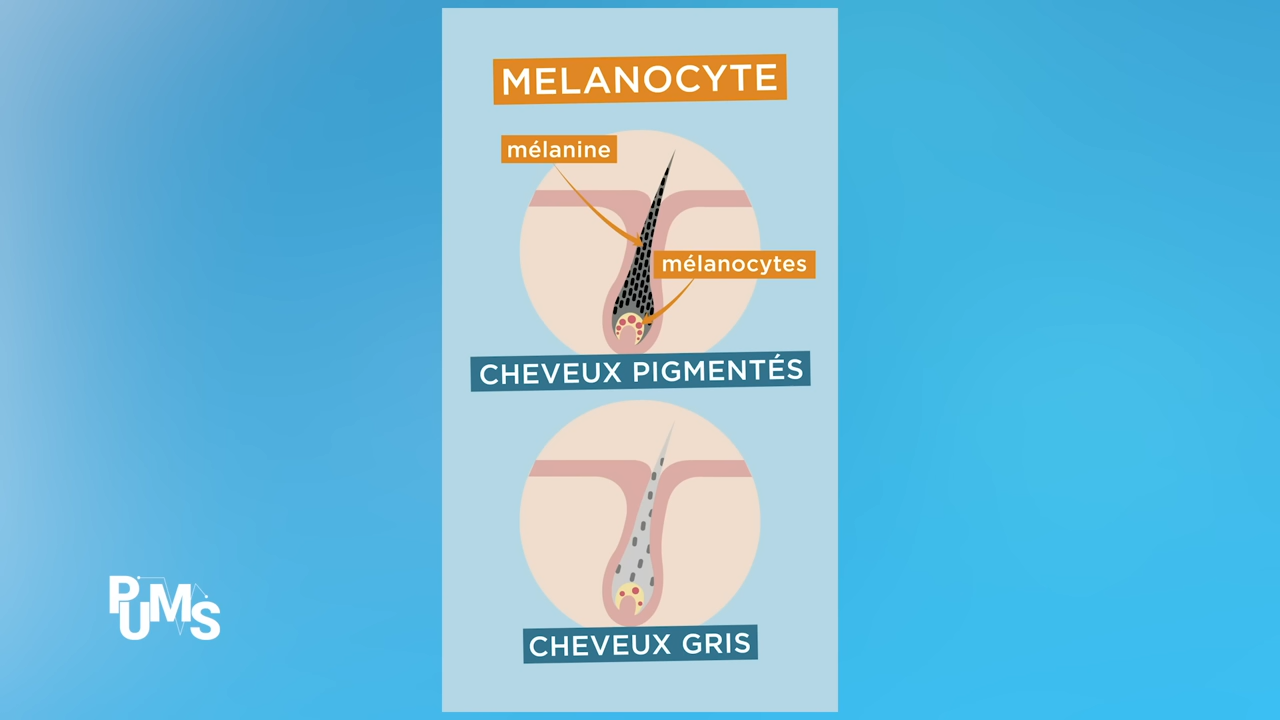 MELANOCYTE
mélanine
mélanocytes
CHEVEUX PIGMENTÉS
CHEVEUX GRIS
PUMS